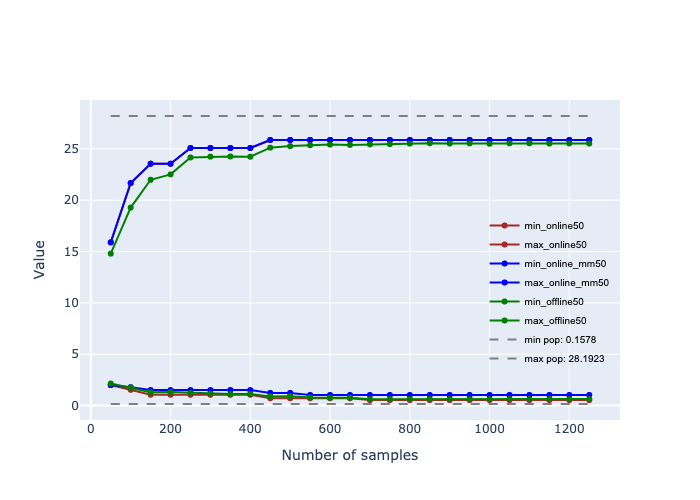 25
20
15
10
5
0
Value
0 200 400 600 800 1000 1200
Number of samples
min_online50
max_online50
min_online_mm50
max_online_mm50
min_offline50
max_offline50
min pop: 0.1578
max pop: 28.1923